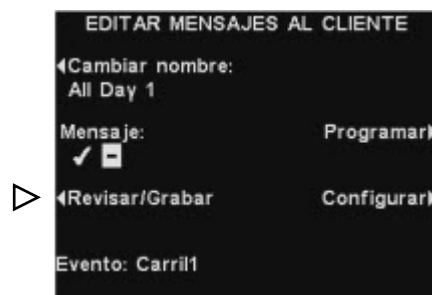 EDITAR MENSAJES AL CLIENTE
Cambiar nombre:
All Day 1
Mensaje: Programar
Revisar/Grabar Configurar
Evento: Carril1